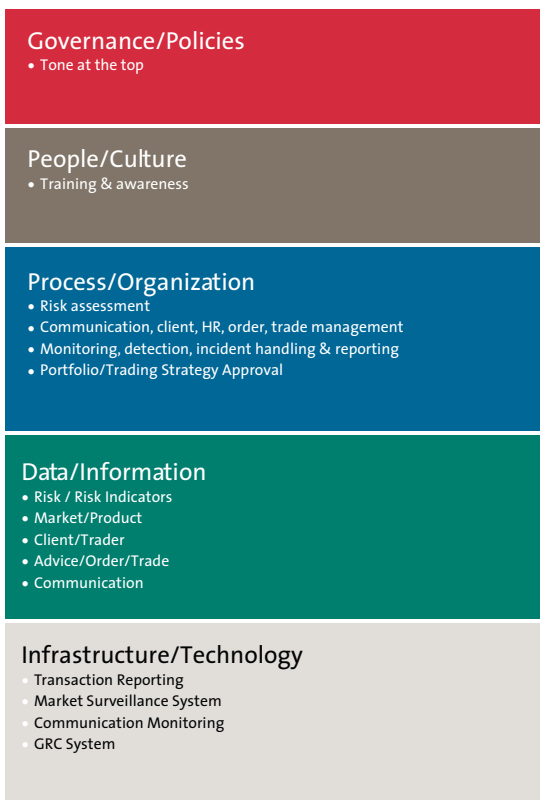 Governance/Policies
• Tone at the top
People/Culture
• Training & awareness
Process/Organization
• Risk assessment
• Communication, client, HR, order, trade management
• Monitoring, detection, incident handling & reporting
• Portfolio/Trading Strategy Approval
Data/Information
• Risk / Risk Indicators
• Market/Product
• Client/Trader
• Advice/Order/Trade
• Communication
Infrastructure/Technology
• Transaction Reporting
• Market Surveillance System
• Communication Monitoring
• GRC System